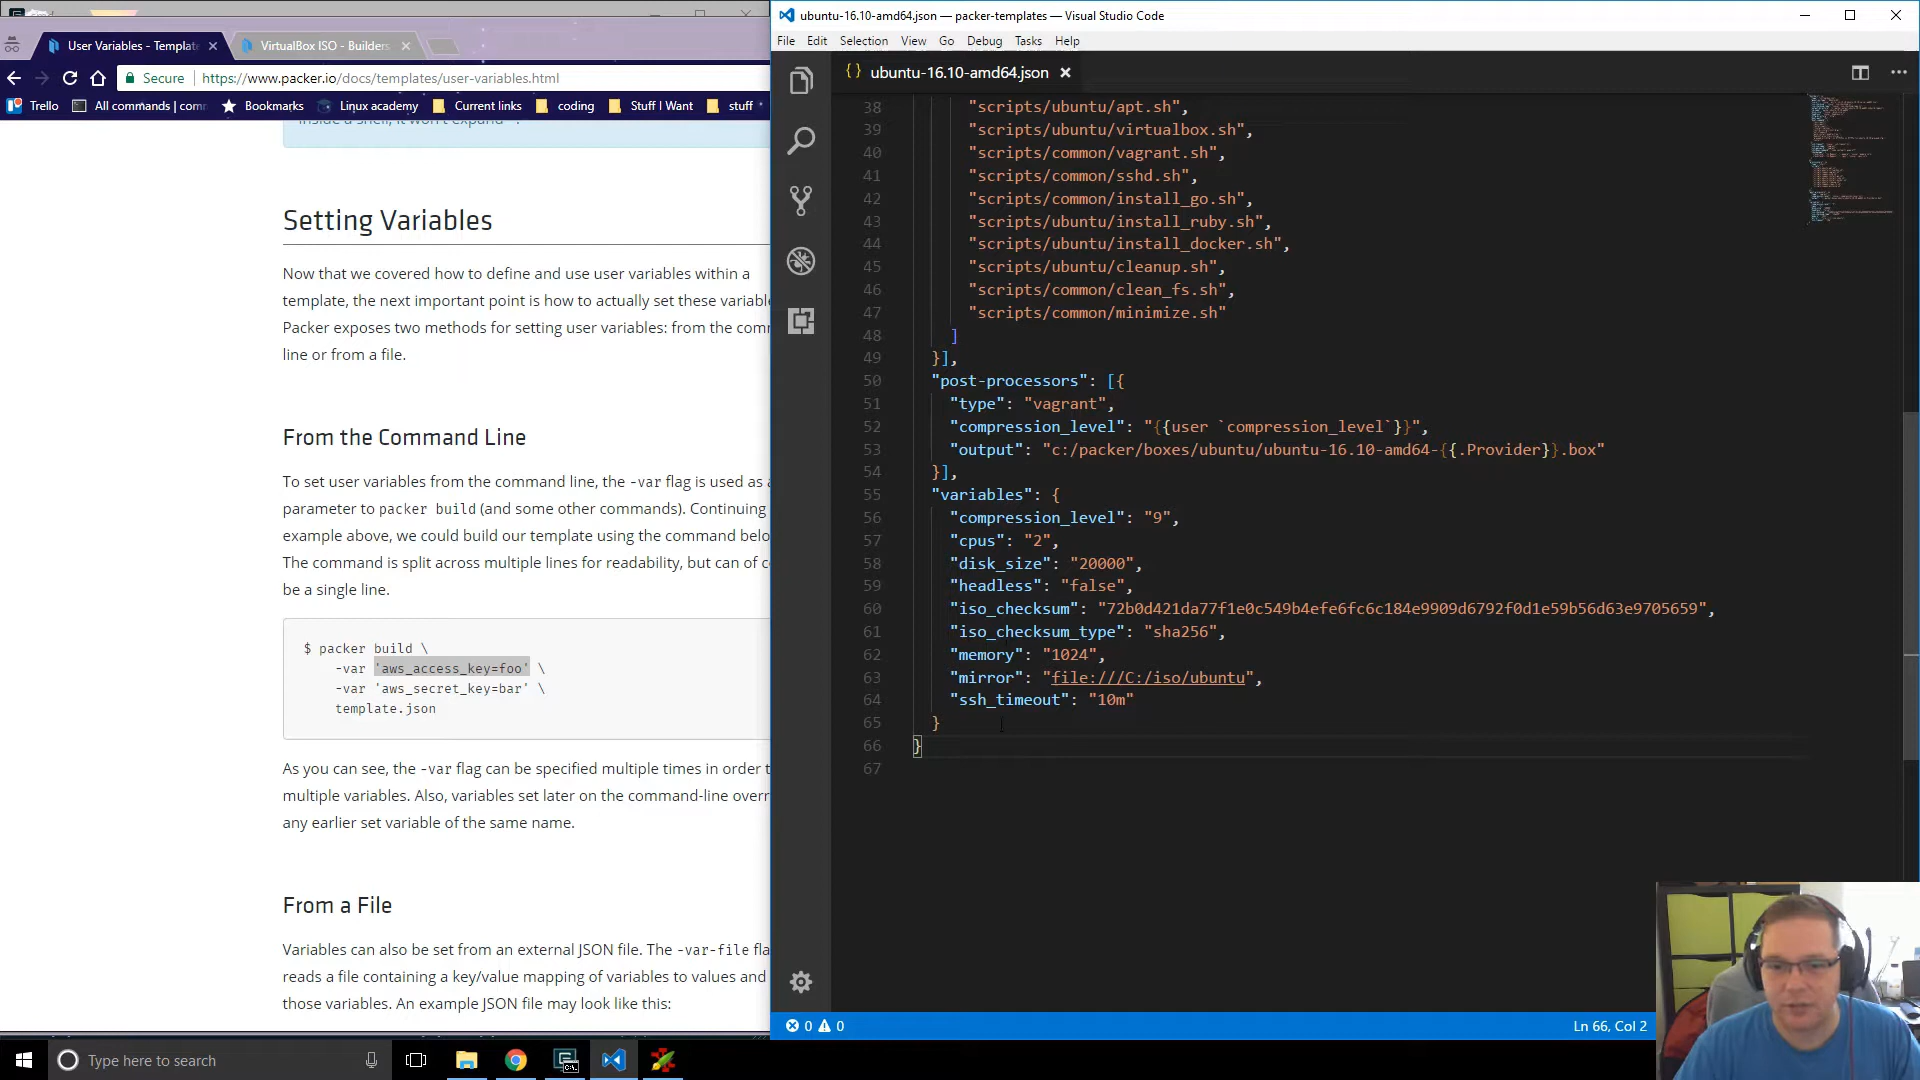 User Variables - Templat
VirtualBox ISO - Builders
Secure
https://www.packer.io/docs/templates/user-variables.html
Trello
All commands | com
Bookmarks
Linux academy
Current links
coding
Stuff I Want
stuff
Setting Variables
Now that we covered how to define and use user variables within a
template, the next important point is how to actually set these variable
Packer exposes two methods for setting user variables: from the comm
line or from a file.
From the Command Line
To set user variables from the command line, the -var flag is used as a
parameter to packer build (and some other commands). Continuing
example above, we could build our template using the command belo
The command is split across multiple lines for readability, but can of c
be a single line.
$ packer build \
-var 'aws_access_key=foo' \
-var 'aws_secret_key=bar' \
template.json
As you can see, the -var flag can be specified multiple times in order t
multiple variables. Also, variables set later on the command-line overr
any earlier set variable of the same name.
From a File
Variables can also be set from an external JSON file. The -var-file fla
reads a file containing a key/value mapping of variables to values and
those variables. An example JSON file may look like this:
ubuntu-16.10-amd64.json — packer-templates — Visual Studio Code
File Edit Selection View Go Debug Tasks Help
{} ubuntu-16.10-amd64.json
38 "scripts/ubuntu/apt.sh",
39 "scripts/ubuntu/virtualbox.sh",
40 "scripts/common/vagrant.sh",
41 "scripts/common/sshd.sh",
42 "scripts/common/install_go.sh",
43 "scripts/ubuntu/install_ruby.sh",
44 "scripts/ubuntu/install_docker.sh",
45 "scripts/ubuntu/cleanup.sh",
46 "scripts/common/clean_fs.sh",
47 "scripts/common/minimize.sh"
48 ]
49 }],
50 "post-processors": [{
51 "type": "vagrant",
52 "compression_level": "{{user `compression_level`}}",
53 "output": "c:/packer/boxes/ubuntu/ubuntu-16.10-amd64-{{.Provider}}.box"
54 }],
55 "variables": {
56 "compression_level": "9",
57 "cpus": "2",
58 "disk_size": "20000",
59 "headless": "false",
60 "iso_checksum": "72b0d421da77f1e0c549b4efe6fc6c184e9909d6792f0d1e59b56d63e9705659",
61 "iso_checksum_type": "sha256",
62 "memory": "1024",
63 "mirror": "file:///C:/iso/ubuntu",
64 "ssh_timeout": "10m"
65 }
66 }
67
0 0
Ln 66, Col 2
Type here to search